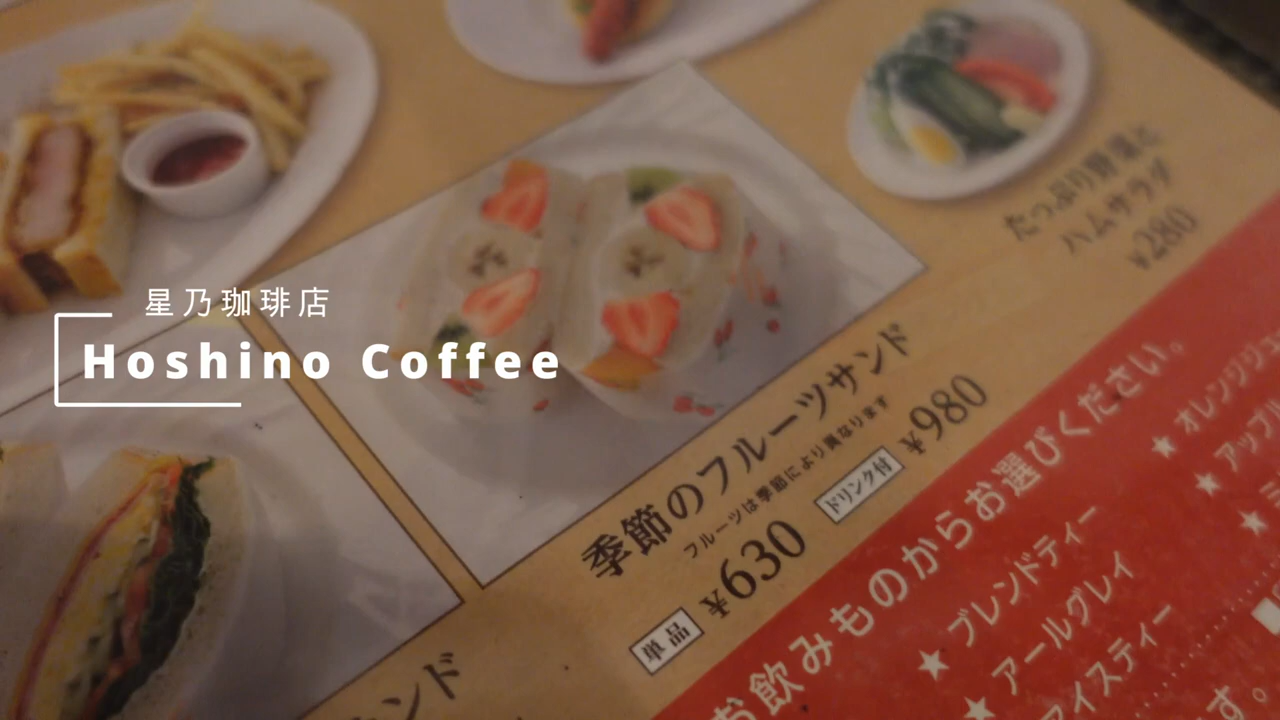 星乃珈琲店
Hoshino Coffee
たっぷり野菜と
ハムサラダ
¥280
季節のフルーツサンド
フルーツは季節により異なります
単品 ¥630 ドリンク付 ¥980
ンド
お飲みものからお選びください。
★ ブレンドティー
★ アールグレイ
アイスティー
★ オレンジジュ
★ アップル
★ ミ
す。